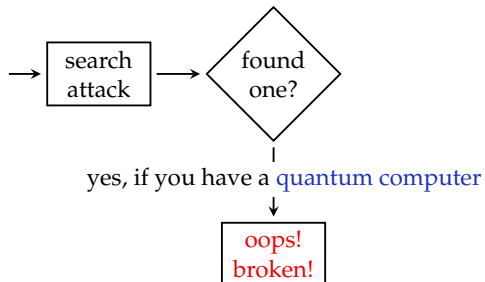 search
attack
found
one?
yes, if you have a quantum computer
oops!
broken!